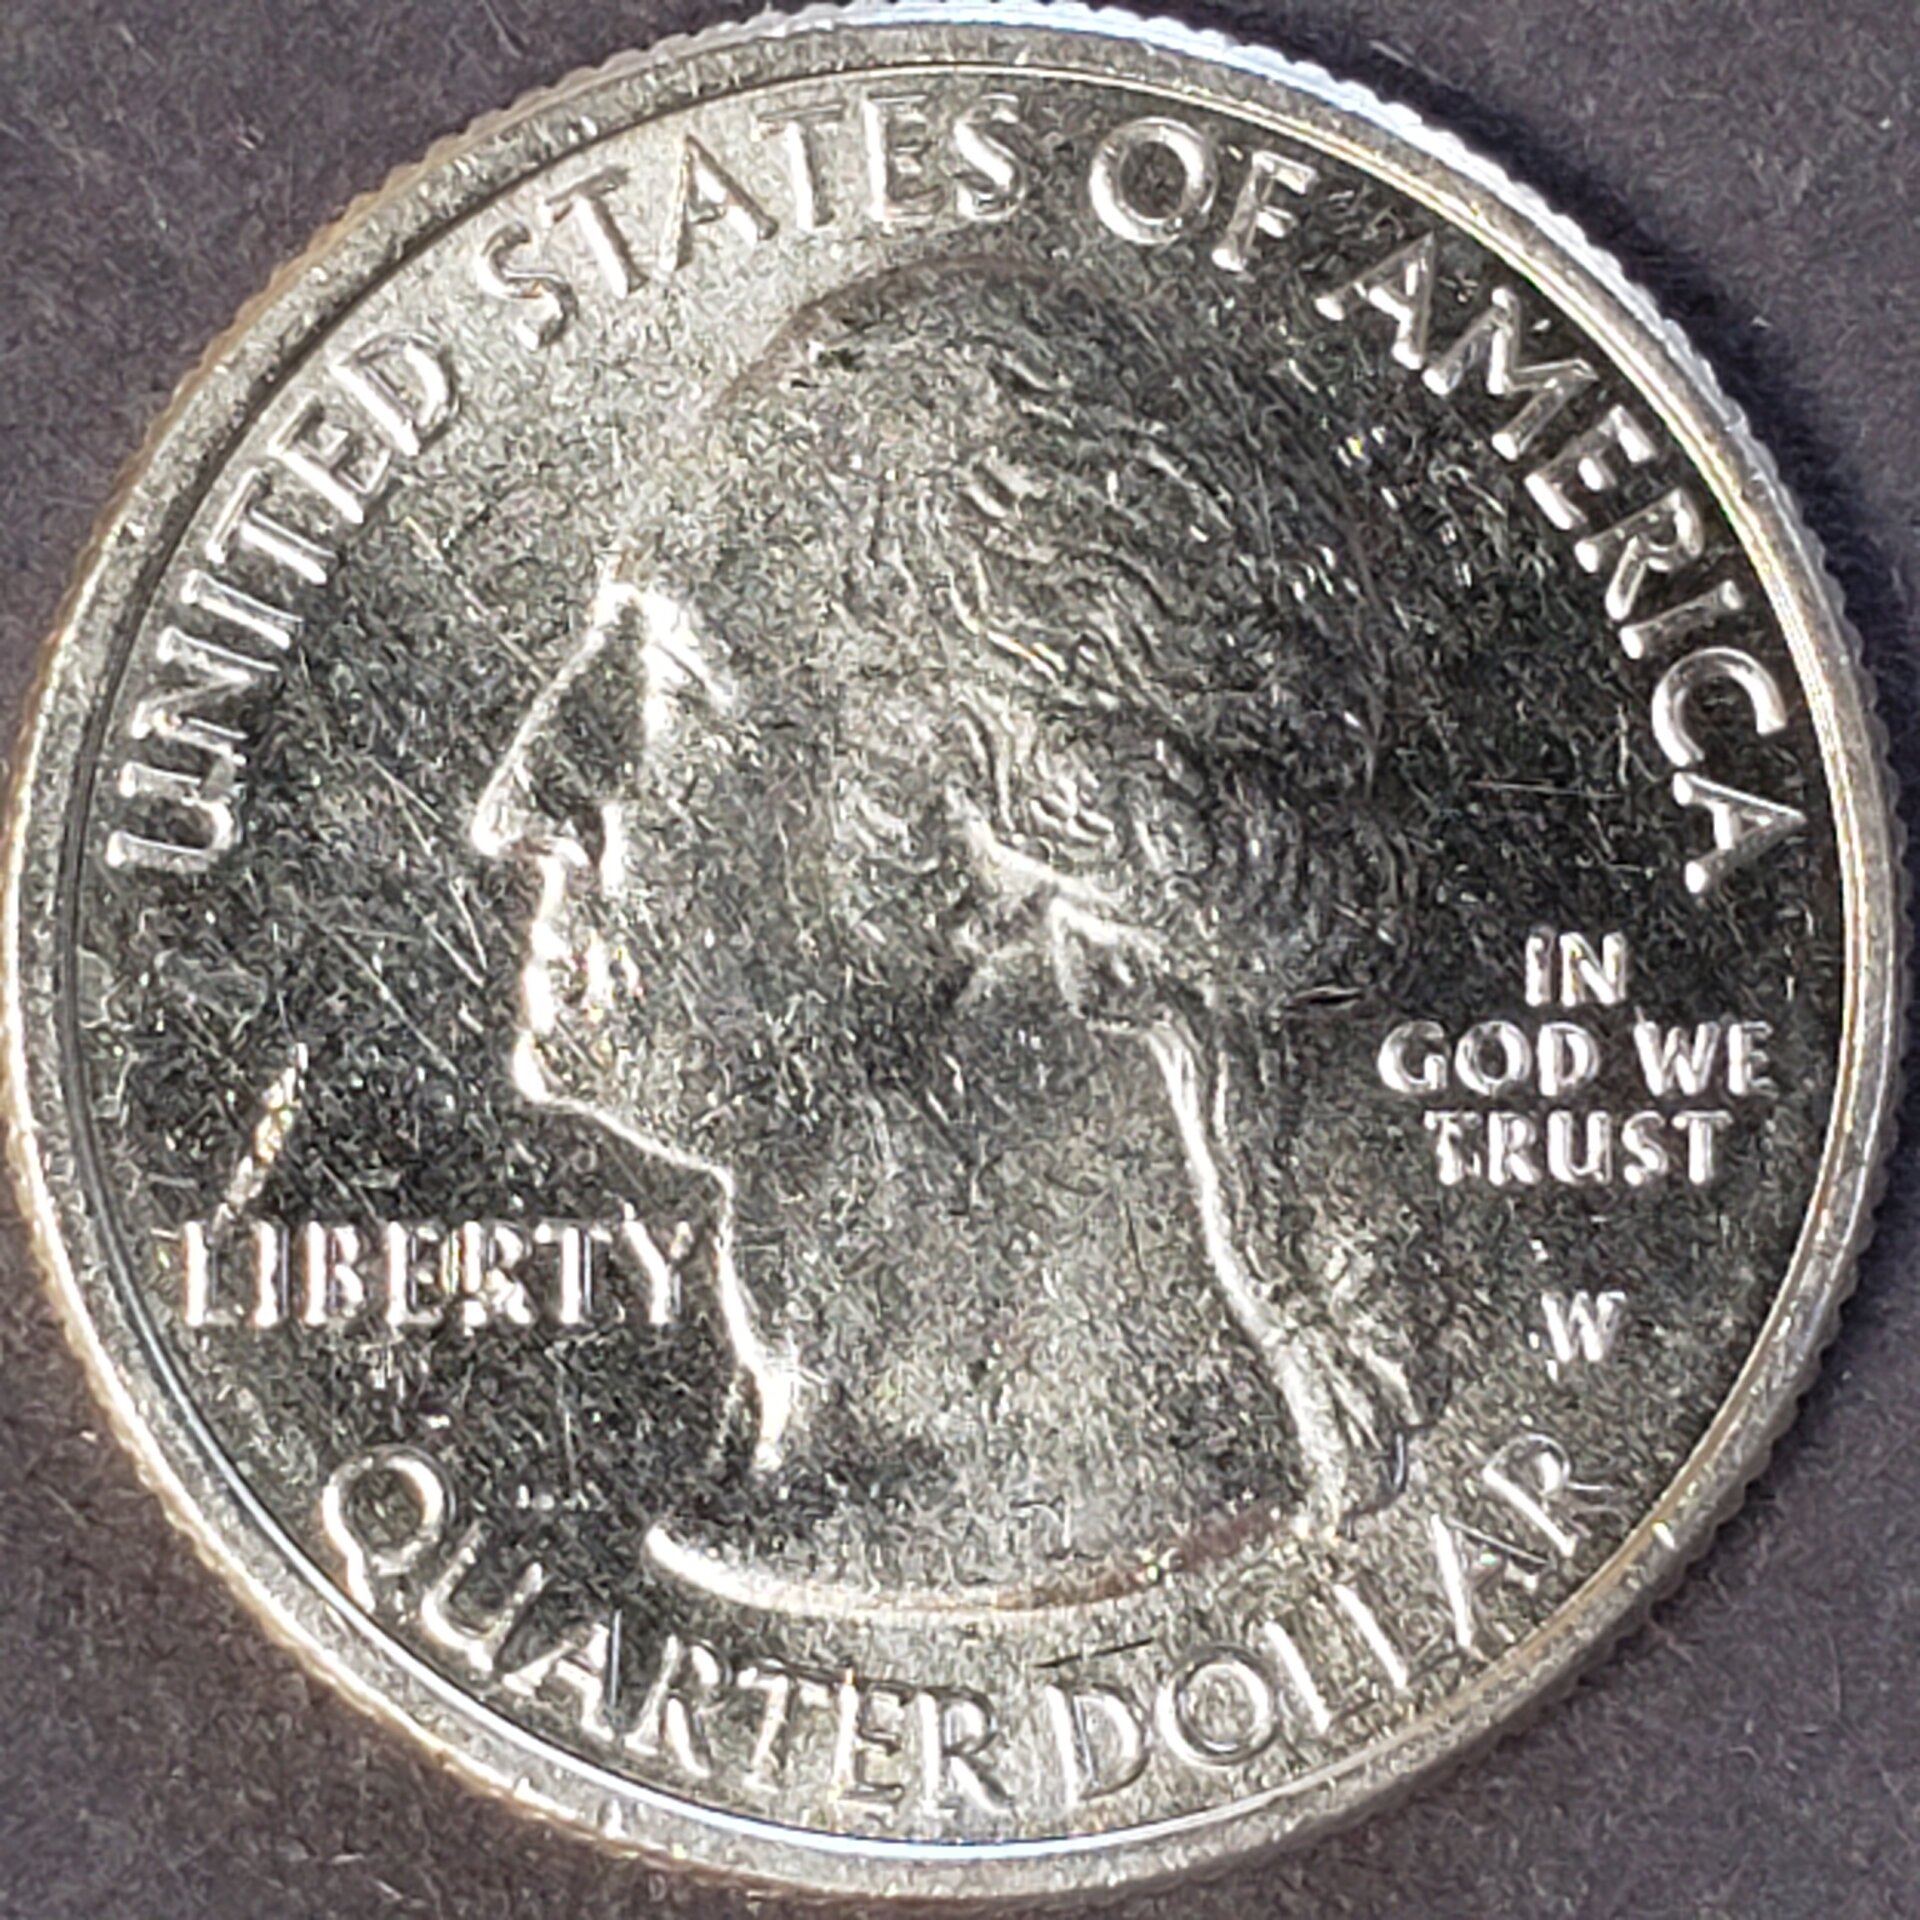 UNITED STATES OF AMERICA
LIBERTY
IN
GOD WE
TRUST
W
QUARTER DOLLAR